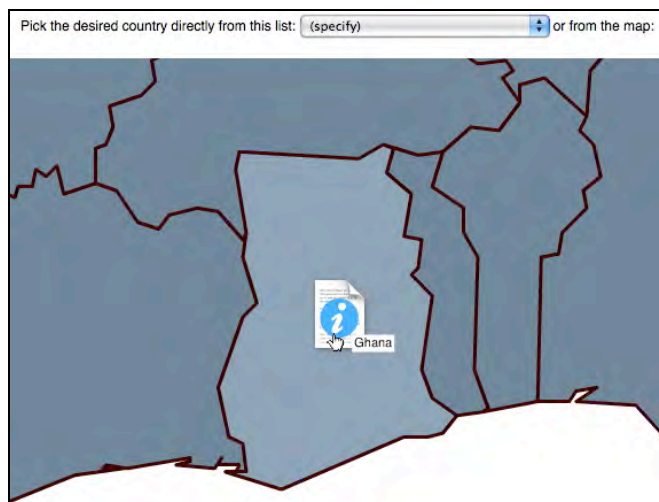 Pick the desired country directly from this list: (specify) or from the map:
i
Ghana